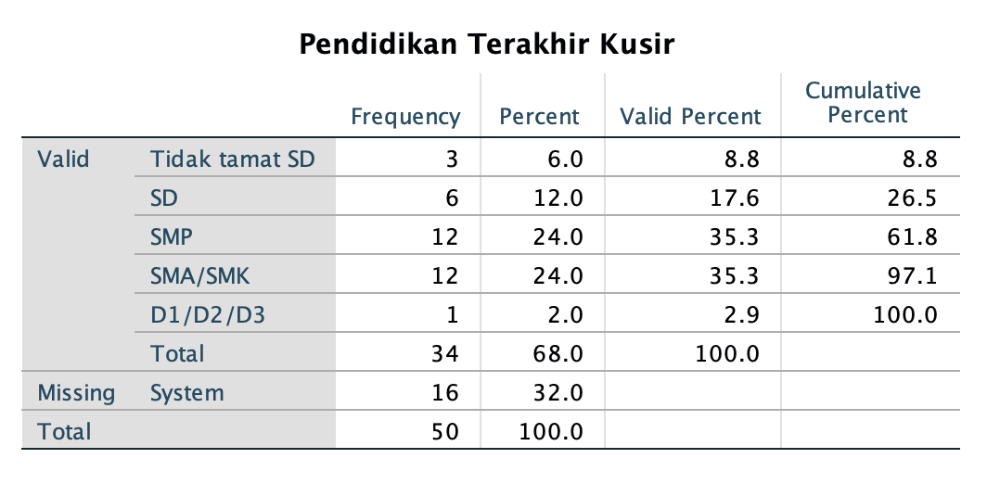 Pendidikan Terakhir Kusir
Frequency Percent Valid Percent Cumulative Percent
Valid Tidak tamat SD 3 6.0 8.8 8.8
SD 6 12.0 17.6 26.5
SMP 12 24.0 35.3 61.8
SMA/SMK 12 24.0 35.3 97.1
D1/D2/D3 1 2.0 2.9 100.0
Total 34 68.0 100.0
Missing System 16 32.0
Total 50 100.0